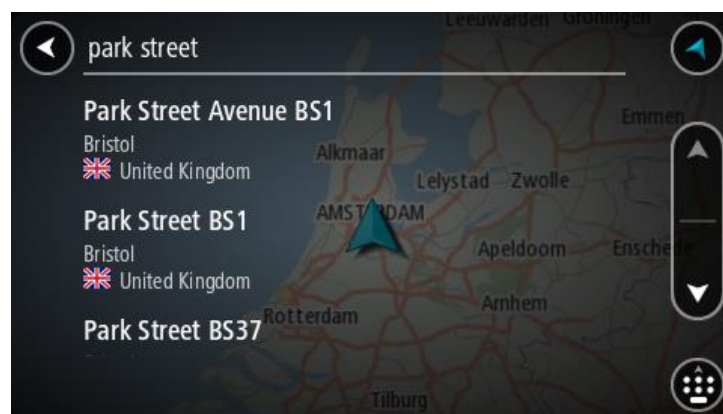 Leeuwarden Groningen
park street
Park Street Avenue BS1
Bristol
United Kingdom
Emmen
Alkmaar
Lelystad Zwolle
Park Street BS1
Bristol
United Kingdom
AMSTERDAM
Apeldoorn
Enschede
Arnhem
Rotterdam
Park Street BS37
Tilburg